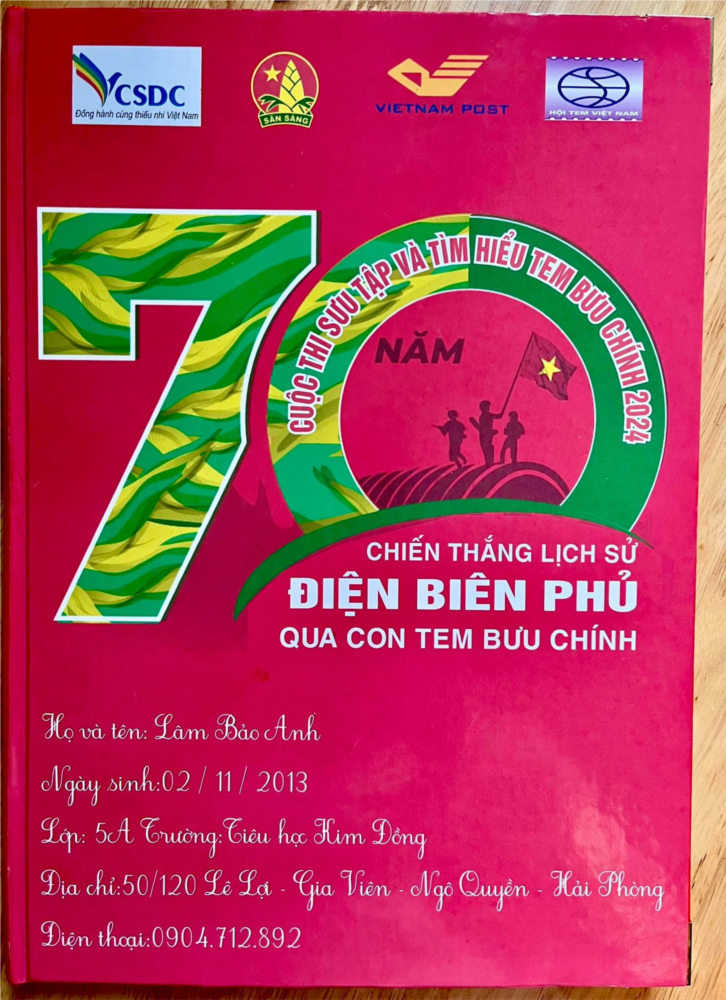 CSDC
Đồng hành cùng thiếu nhi Việt Nam
SẴN SÀNG
VIETNAM POST
HỘI TEM VIỆT NAM
70
CUỘC THI SƯU TẬP VÀ TÌM HIỂU TEM BƯU CHÍNH 2024
NĂM
CHIẾN THẮNG LỊCH SỬ
ĐIỆN BIÊN PHỦ
QUA CON TEM BƯU CHÍNH
Họ và tên: Lâm Bảo Anh
Ngày sinh:02 / 11 / 2013
Lớp: 5A Trường:Tiểu học Kim Đồng
Địa chỉ:50/120 Lê Lợi - Gia Viên - Ngô Quyền - Hải Phòng
Điện thoại:0904.712.892